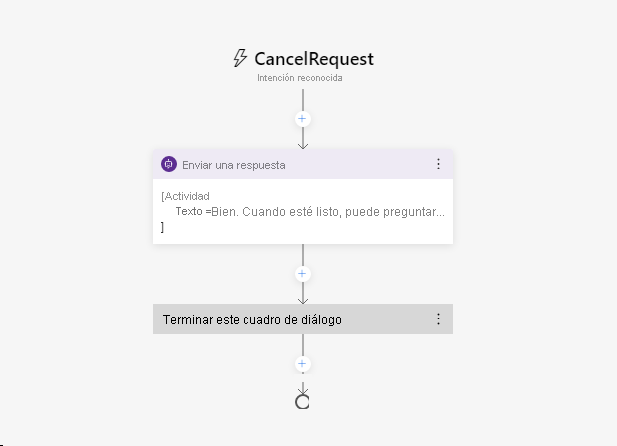 CancelRequest
Intención reconocida
Enviar una respuesta
[Actividad
Texto =Bien. Cuando esté listo, puede preguntar...
]
Terminar este cuadro de diálogo